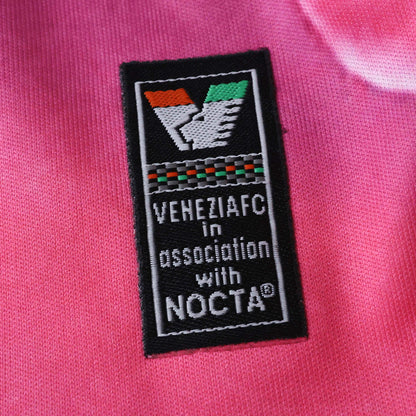 VENEZIAFC
in
association
with
NOCTA®